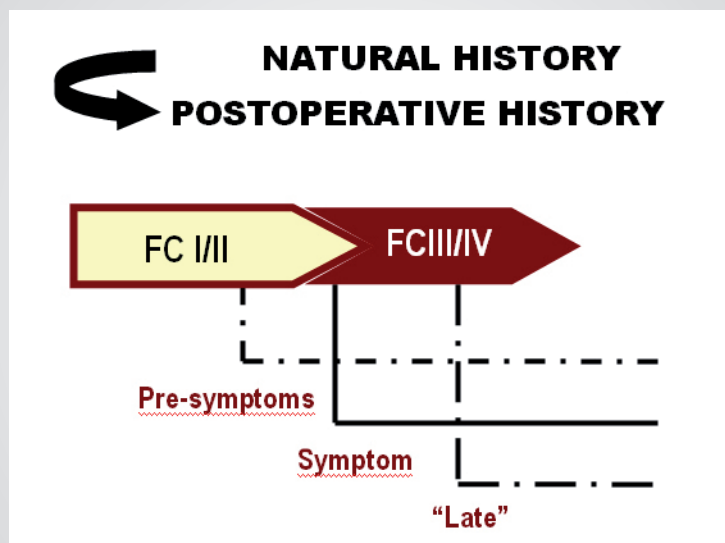 NATURAL HISTORY
POSTOPERATIVE HISTORY
FC I/II
FCIII/IV
Pre-symptoms
Symptom
“Late”